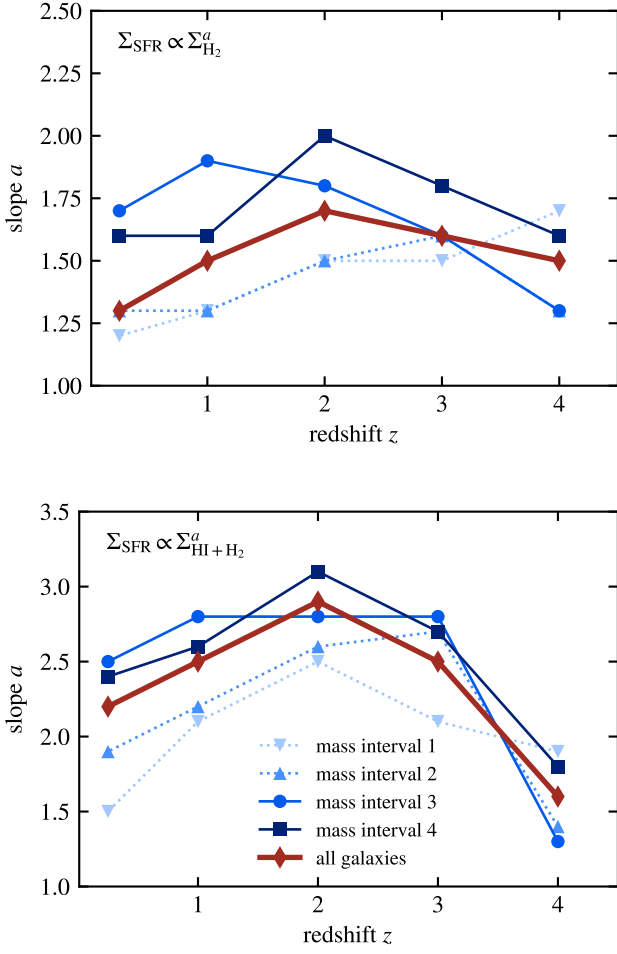 2.50
Σ_SFR ∝ Σ^a_H₂
2.25
2.00
slope a
1.75
1.50
1.25
1.00
1 2 3 4
redshift z
3.5
Σ_SFR ∝ Σ^a_HI+H₂
3.0
2.5
slope a
2.0
mass interval 1
mass interval 2
1.5
mass interval 3
mass interval 4
all galaxies
1.0
1 2 3 4
redshift z